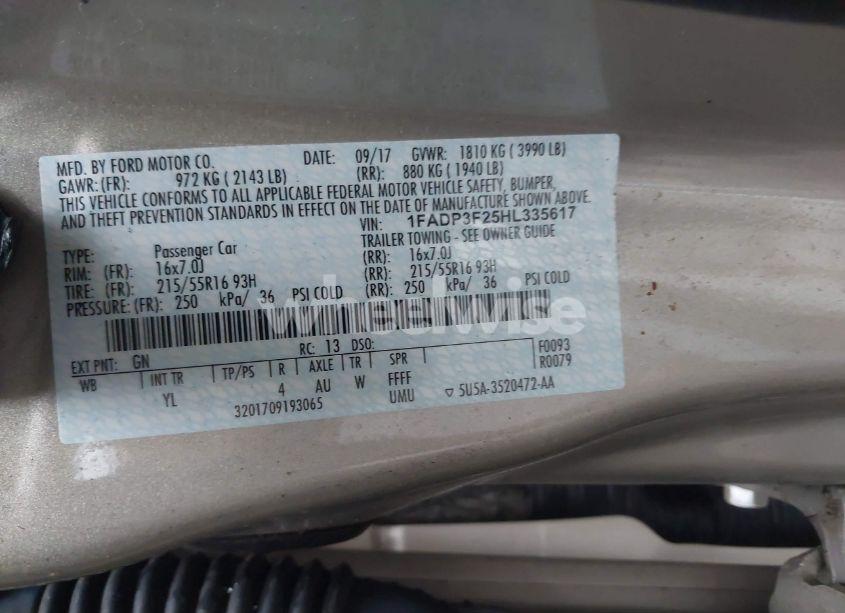 MFD. BY FORD MOTOR CO. DATE: 09/17 GVWR: 1810 KG ( 3990 LB)
GAWR: (FR): 972 KG ( 2143 LB) (RR): 880 KG ( 1940 LB)
THIS VEHICLE CONFORMS TO ALL APPLICABLE FEDERAL MOTOR VEHICLE SAFETY, BUMPER,
AND THEFT PREVENTION STANDARDS IN EFFECT ON THE DATE OF MANUFACTURE SHOWN ABOVE.
VIN: 1FADP3F25HL335617
TYPE: Passenger Car TRAILER TOWING - SEE OWNER GUIDE
RIM: (FR): 16x7.0J (RR): 16x7.0J
TIRE: (FR): 215/55R16 93H (RR): 215/55R16 93H
PRESSURE: (FR): 250 kPa/ 36 PSI COLD (RR): 250 kPa/ 36 PSI COLD
wheelwise
EXT PNT: GN RC: 13 DSO: F0093
WB INT TR TP/PS R AXLE TR SPR R0079
YL 4 AU W FFFF
3201709193065 UMU ▽ 5U5A-3520472-AA